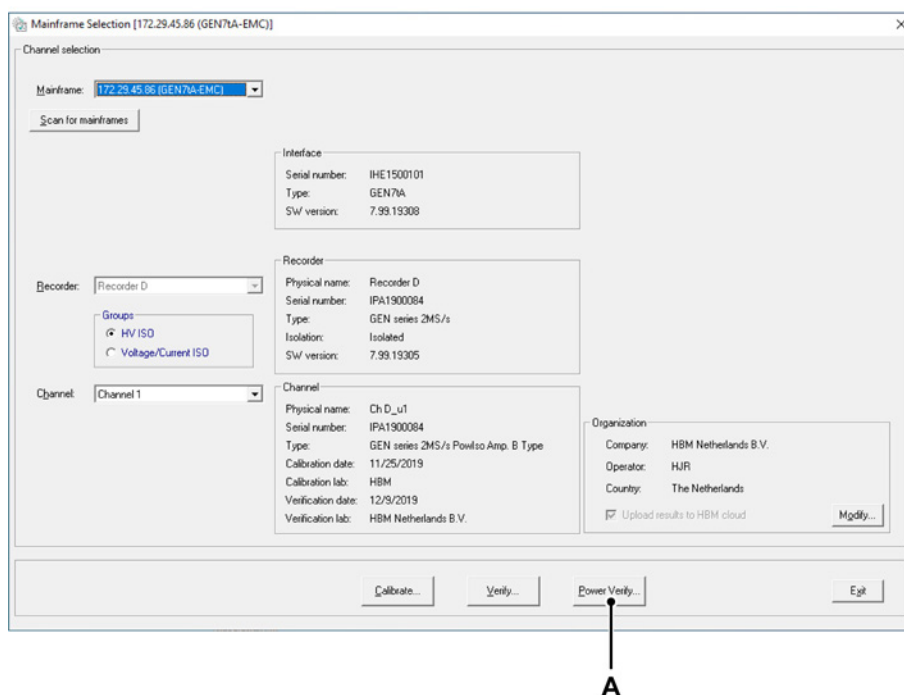 Mainframe Selection [172.29.45.86 (GEN7tA-EMC)]
Channel selection
Mainframe: 172.29.45.86 (GEN7tA-EMC)
Scan for mainframes
Interface
Serial number: IHE1500101
Type: GEN7tA
SW version: 7.99.19308
Recorder: Recorder D
Groups
HV ISO
Voltage/Current ISO
Recorder
Physical name: Recorder D
Serial number: IPA1900084
Type: GEN series 2MS/s
Isolation: Isolated
SW version: 7.99.19305
Channel: Channel 1
Channel
Physical name: Ch D_u1
Serial number: IPA1900084
Type: GEN series 2MS/s PowIso Amp. B Type
Calibration date: 11/25/2019
Calibration lab: HBM
Verification date: 12/9/2019
Verification lab: HBM Netherlands B.V.
Organization
Company: HBM Netherlands B.V.
Operator: HJR
Country: The Netherlands
Upload results to HBM cloud
Modify...
Calibrate... Verify... Power Verify... Exit
A